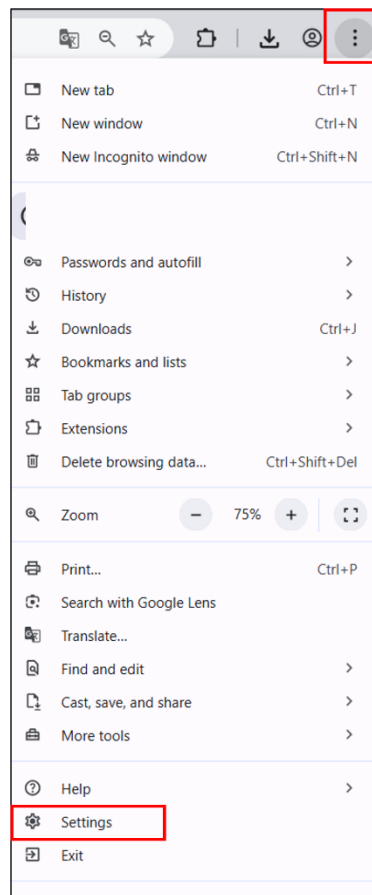 New tab Ctrl+T
New window Ctrl+N
New Incognito window Ctrl+Shift+N
Passwords and autofill
History
Downloads Ctrl+J
Bookmarks and lists
Tab groups
Extensions
Delete browsing data... Ctrl+Shift+Del
Zoom − 75% +
Print... Ctrl+P
Search with Google Lens
Translate...
Find and edit
Cast, save, and share
More tools
Help
Settings
Exit